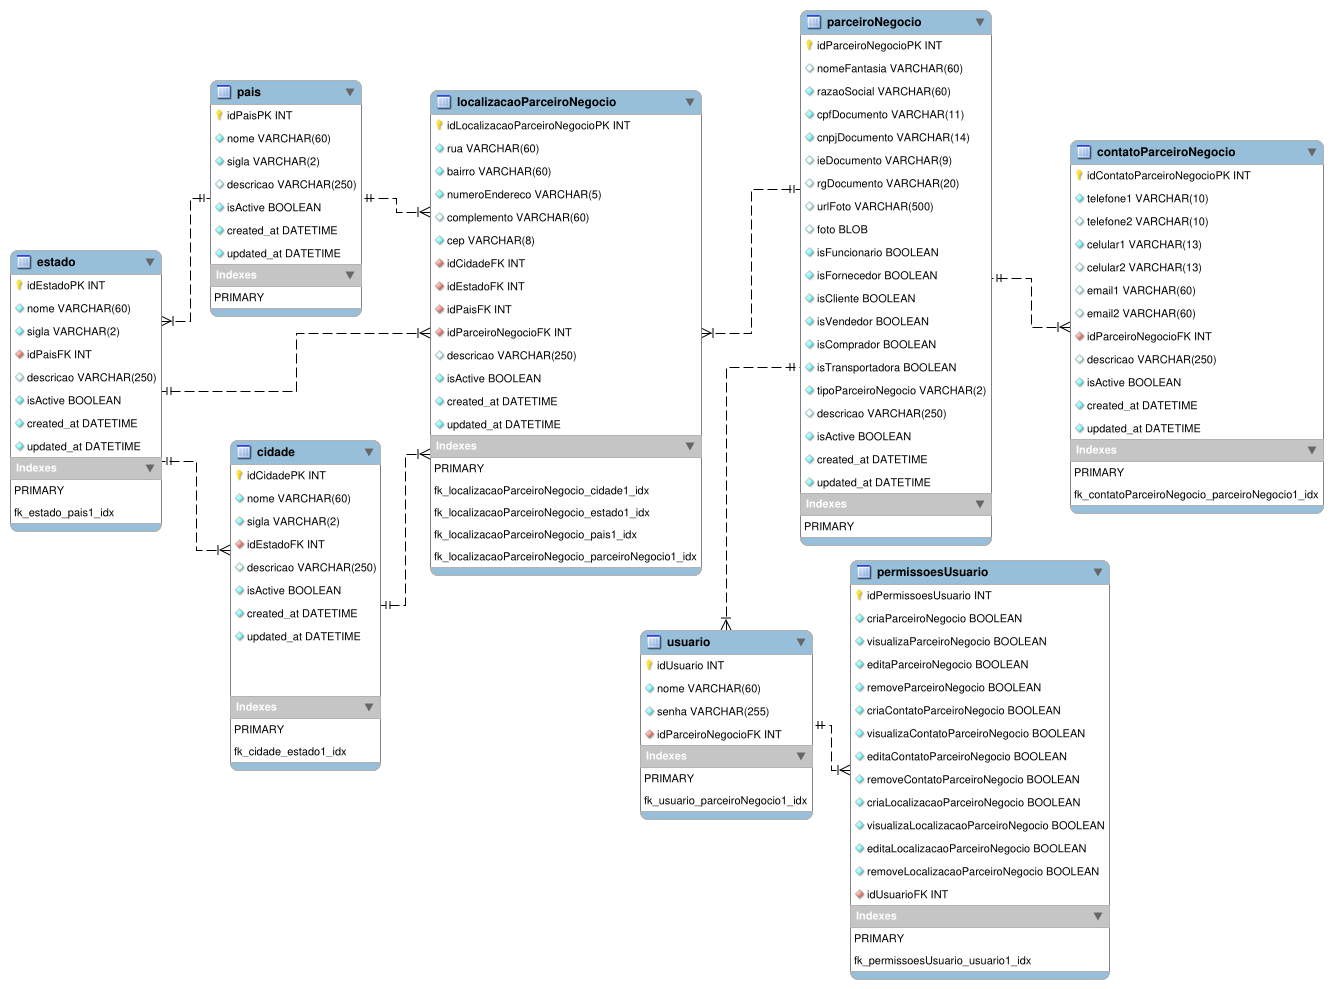 pais
idPaisPK INT
nome VARCHAR(60)
sigla VARCHAR(2)
descricao VARCHAR(250)
isActive BOOLEAN
created_at DATETIME
updated_at DATETIME
Indexes
PRIMARY
estado
idEstadoPK INT
nome VARCHAR(60)
sigla VARCHAR(2)
idPaisFK INT
descricao VARCHAR(250)
isActive BOOLEAN
created_at DATETIME
updated_at DATETIME
Indexes
PRIMARY
fk_estado_pais1_idx
cidade
idCidadePK INT
nome VARCHAR(60)
sigla VARCHAR(2)
idEstadoFK INT
descricao VARCHAR(250)
isActive BOOLEAN
created_at DATETIME
updated_at DATETIME
Indexes
PRIMARY
fk_cidade_estado1_idx
localizacaoParceiroNegocio
idLocalizacaoParceiroNegocioPK INT
rua VARCHAR(60)
bairro VARCHAR(60)
numeroEndereco VARCHAR(5)
complemento VARCHAR(60)
cep VARCHAR(8)
idCidadeFK INT
idEstadoFK INT
idPaisFK INT
idParceiroNegocioFK INT
descricao VARCHAR(250)
isActive BOOLEAN
created_at DATETIME
updated_at DATETIME
Indexes
PRIMARY
fk_localizacaoParceiroNegocio_cidade1_idx
fk_localizacaoParceiroNegocio_estado1_idx
fk_localizacaoParceiroNegocio_pais1_idx
fk_localizacaoParceiroNegocio_parceiroNegocio1_idx
parceiroNegocio
idParceiroNegocioPK INT
nomeFantasia VARCHAR(60)
razaoSocial VARCHAR(60)
cpfDocumento VARCHAR(11)
cnpjDocumento VARCHAR(14)
ieDocumento VARCHAR(9)
rgDocumento VARCHAR(20)
urlFoto VARCHAR(500)
foto BLOB
isFuncionario BOOLEAN
isFornecedor BOOLEAN
isCliente BOOLEAN
isVendedor BOOLEAN
isComprador BOOLEAN
isTransportadora BOOLEAN
tipoParceiroNegocio VARCHAR(2)
descricao VARCHAR(250)
isActive BOOLEAN
created_at DATETIME
updated_at DATETIME
Indexes
PRIMARY
contatoParceiroNegocio
idContatoParceiroNegocioPK INT
telefone1 VARCHAR(10)
telefone2 VARCHAR(10)
celular1 VARCHAR(13)
celular2 VARCHAR(13)
email1 VARCHAR(60)
email2 VARCHAR(60)
idParceiroNegocioFK INT
descricao VARCHAR(250)
isActive BOOLEAN
created_at DATETIME
updated_at DATETIME
Indexes
PRIMARY
fk_contatoParceiroNegocio_parceiroNegocio1_idx
usuario
idUsuario INT
nome VARCHAR(60)
senha VARCHAR(255)
idParceiroNegocioFK INT
Indexes
PRIMARY
fk_usuario_parceiroNegocio1_idx
permissoesUsuario
idPermissoesUsuario INT
criaParceiroNegocio BOOLEAN
visualizaParceiroNegocio BOOLEAN
editaParceiroNegocio BOOLEAN
removeParceiroNegocio BOOLEAN
criaContatoParceiroNegocio BOOLEAN
visualizaContatoParceiroNegocio BOOLEAN
editaContatoParceiroNegocio BOOLEAN
removeContatoParceiroNegocio BOOLEAN
criaLocalizacaoParceiroNegocio BOOLEAN
visualizaLocalizacaoParceiroNegocio BOOLEAN
editaLocalizacaoParceiroNegocio BOOLEAN
removeLocalizacaoParceiroNegocio BOOLEAN
idUsuarioFK INT
Indexes
PRIMARY
fk_permissoesUsuario_usuario1_idx